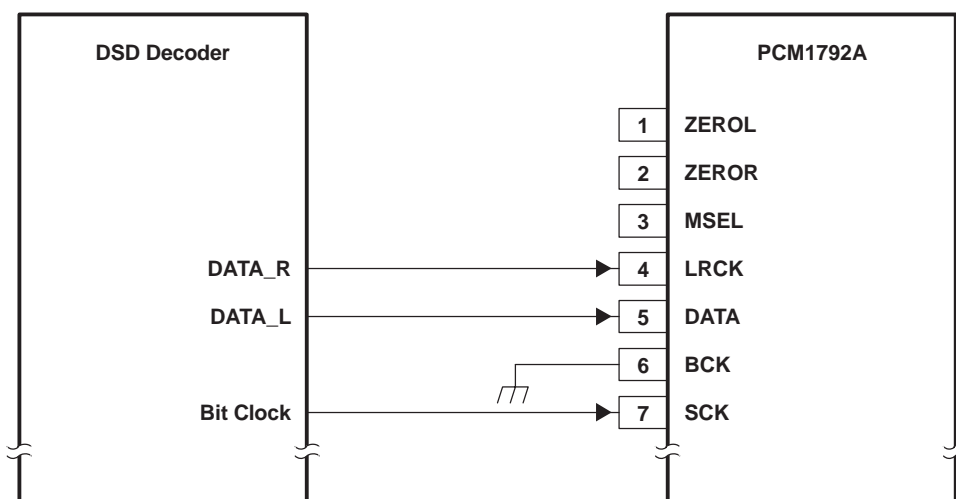 DSD Decoder
PCM1792A
1 ZEROL
2 ZEROR
3 MSEL
DATA_R 4 LRCK
DATA_L 5 DATA
6 BCK
Bit Clock 7 SCK